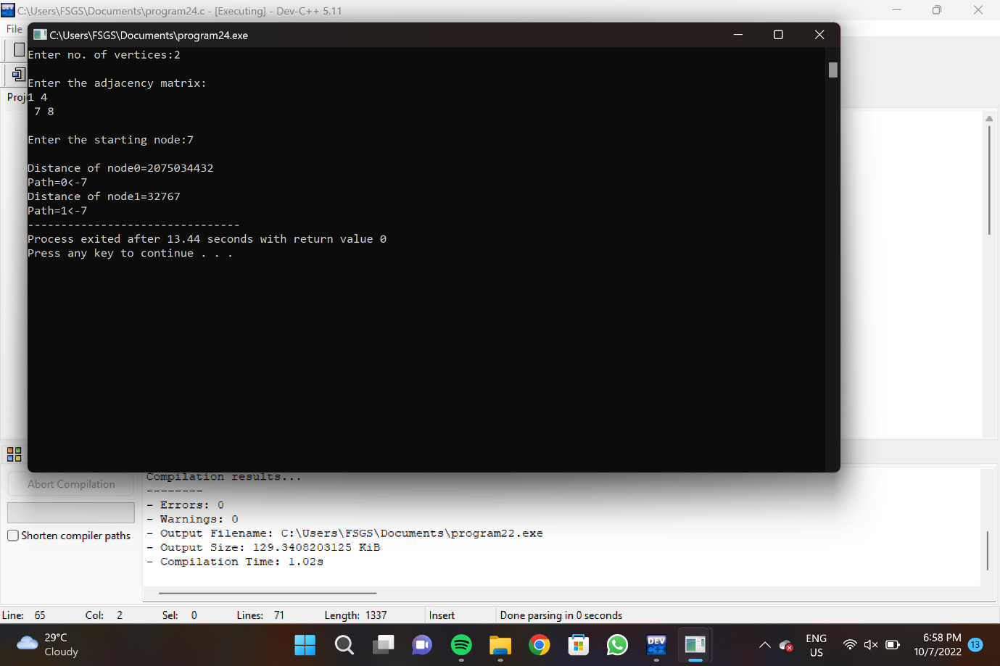 C:\Users\FSGS\Documents\program24.c - [Executing] - Dev-C++ 5.11
File
C:\Users\FSGS\Documents\program24.exe
Enter no. of vertices:2
Enter the adjacency matrix:
1 4
7 8
Enter the starting node:7
Distance of node0=2075034432
Path=0<-7
Distance of node1=32767
Path=1<-7
--------------------------------
Process exited after 13.44 seconds with return value 0
Press any key to continue . . .
Proj
Abort Compilation
Shorten compiler paths
Compilation results...
--------
- Errors: 0
- Warnings: 0
- Output Filename: C:\Users\FSGS\Documents\program22.exe
- Output Size: 129.3408203125 KiB
- Compilation Time: 1.02s
Line: 65 Col: 2 Sel: 0 Lines: 71 Length: 1337 Insert Done parsing in 0 seconds
29°C
Cloudy
DEV
ENG
US
6:58 PM
10/7/2022
13